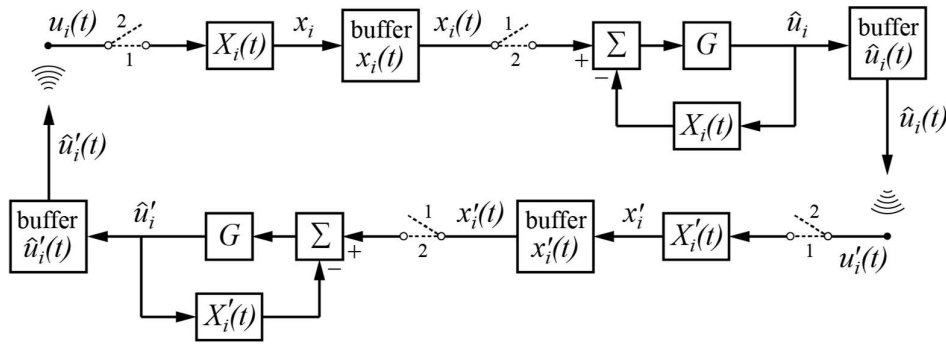 u_i(t)
2
1
X_i(t)
x_i
buffer
x_i(t)
x_i(t)
1
2
+
−
Σ
G
û_i
buffer
û_i(t)
X_i(t)
û_i(t)
û'_i(t)
buffer
û'_i(t)
û'_i
G
Σ
+
−
X'_i(t)
1
2
x'_i(t)
buffer
x'_i(t)
x'_i
X'_i(t)
2
1
u'_i(t)